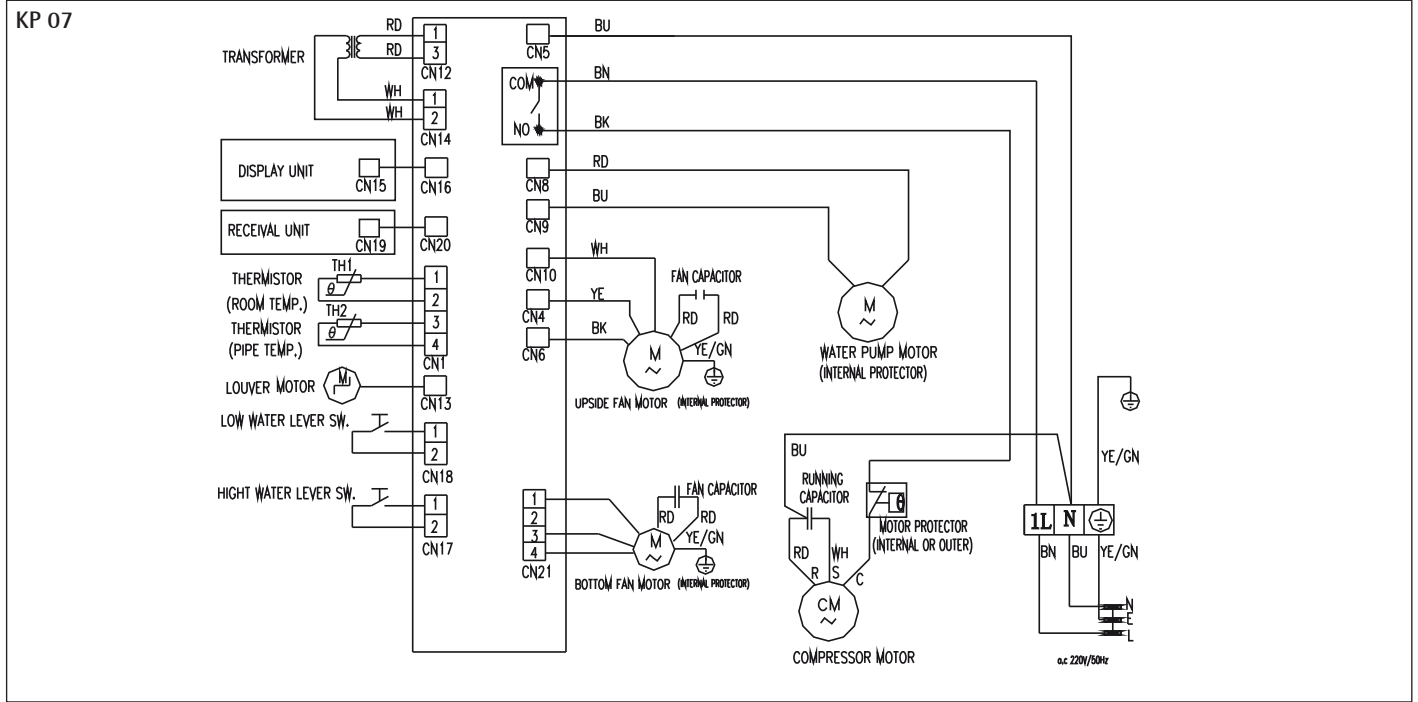 KP 07
TRANSFORMER
RD
RD
1
3
CN12
WH
WH
1
2
CN14
DISPLAY UNIT
CN15
CN16
RECEIVAL UNIT
CN19
CN20
THERMISTOR
(ROOM TEMP.)
TH1
θ
THERMISTOR
(PIPE TEMP.)
TH2
θ
1
2
3
4
CN1
LOUVER MOTOR
M
CN13
LOW WATER LEVER SW.
1
2
CN18
HIGHT WATER LEVER SW.
1
2
CN17
CN5
BU
COM
BN
NO
BK
CN8
RD
CN9
BU
CN10
WH
CN4
YE
CN6
BK
FAN CAPACITOR
RD
RD
YE/GN
M
~
UPSIDE FAN MOTOR (INTERNAL PROTECTOR)
M
~
WATER PUMP MOTOR
(INTERNAL PROTECTOR)
1
2
3
4
CN21
FAN CAPACITOR
RD
RD
YE/GN
M
~
BOTTOM FAN MOTOR (INTERNAL PROTECTOR)
BU
RUNNING
CAPACITOR
θ
MOTOR PROTECTOR
(INTERNAL OR OUTER)
RD
WH
R
S
C
CM
~
COMPRESSOR MOTOR
YE/GN
1L
N
BN
BU
YE/GN
N
E
L
a,c 220V/50Hz